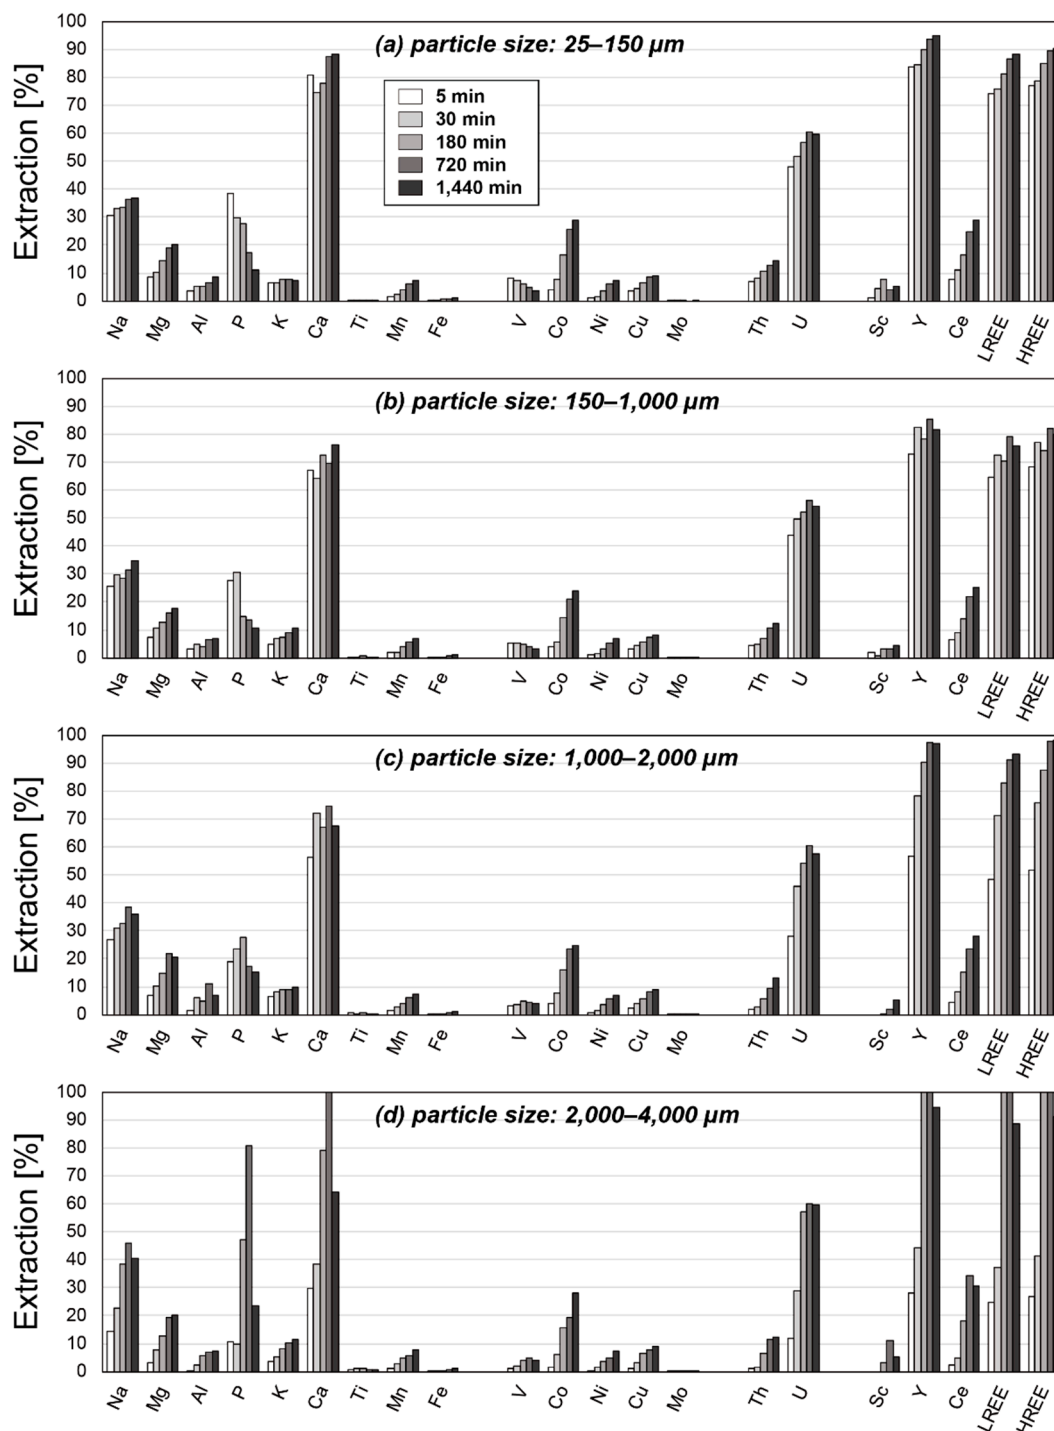 (a) particle size: 25–150 µm
Extraction [%]
100
90
80
70
60
50
40
30
20
10
0
5 min
30 min
180 min
720 min
1,440 min
Na Mg Al P K Ca Ti Mn Fe V Co Ni Cu Mo Th U Sc Y Ce LREE HREE
(b) particle size: 150–1,000 µm
Extraction [%]
100
90
80
70
60
50
40
30
20
10
0
Na Mg Al P K Ca Ti Mn Fe V Co Ni Cu Mo Th U Sc Y Ce LREE HREE
(c) particle size: 1,000–2,000 µm
Extraction [%]
100
90
80
70
60
50
40
30
20
10
0
Na Mg Al P K Ca Ti Mn Fe V Co Ni Cu Mo Th U Sc Y Ce LREE HREE
(d) particle size: 2,000–4,000 µm
Extraction [%]
100
90
80
70
60
50
40
30
20
10
0
Na Mg Al P K Ca Ti Mn Fe V Co Ni Cu Mo Th U Sc Y Ce LREE HREE